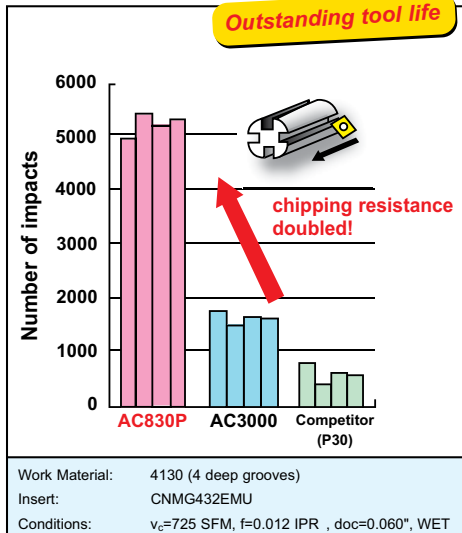 Outstanding tool life
Number of impacts
6000
5000
4000
3000
2000
1000
0
chipping resistance
doubled!
AC830P
AC3000
Competitor
(P30)
Work Material: 4130 (4 deep grooves)
Insert: CNMG432EMU
Conditions: vc=725 SFM, f=0.012 IPR , doc=0.060", WET